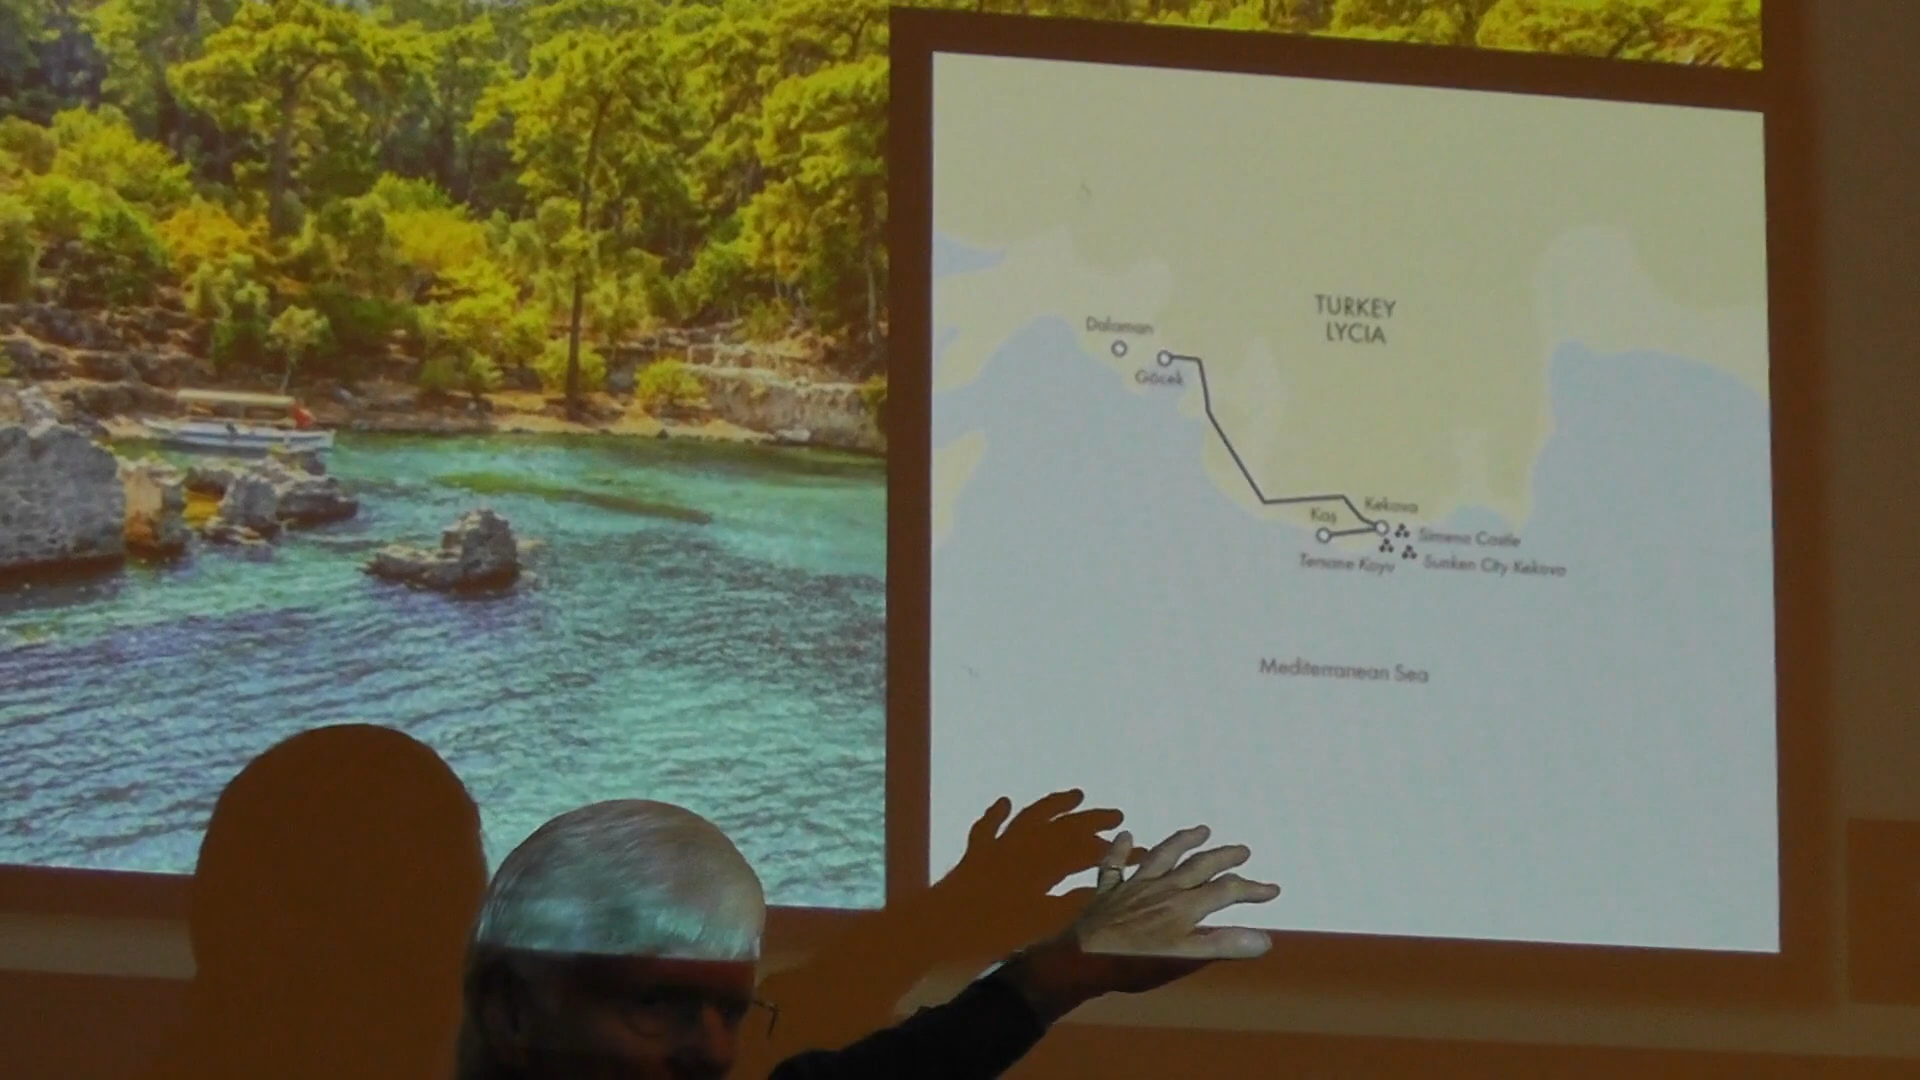 TURKEY
LYCIA
Dalaman
Göcek
Kekova
Kaş
Simena Castle
Tersane Koyu
Sunken City Kekova
Mediterranean Sea